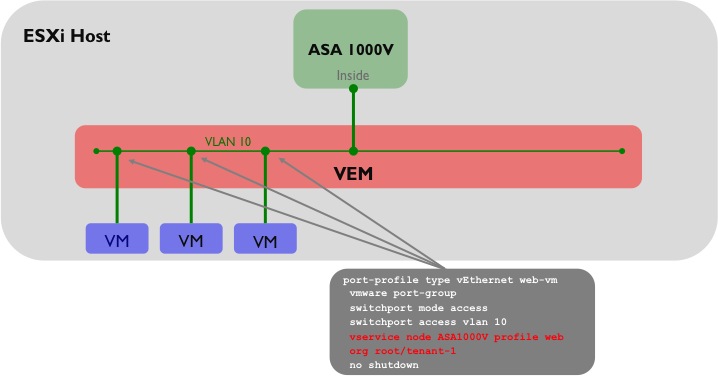 ESXi Host
ASA 1000V
Inside
VLAN 10
VEM
VM
VM
VM
port-profile type vEthernet web-vm
vmware port-group
switchport mode access
switchport access vlan 10
vservice node ASA1000V profile web
org root/tenant-1
no shutdown